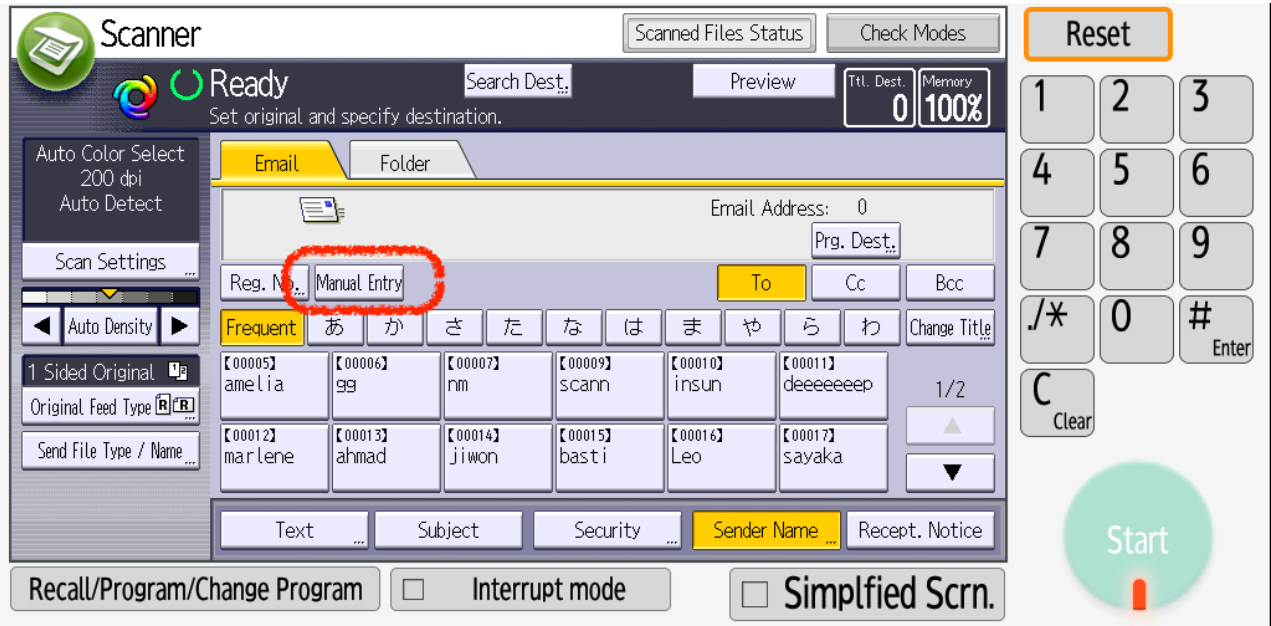 Scanner
Scanned Files Status
Check Modes
Reset
Ready
Search Dest.
Preview
Ttl. Dest.
0
Memory
100%
Set original and specify destination.
Auto Color Select
200 dpi
Auto Detect
Email
Folder
Email Address: 0
Prg. Dest.
Scan Settings
Reg. No.
Manual Entry
To
Cc
Bcc
Auto Density
Frequent あ か さ た な は ま や ら わ Change Title
1 Sided Original
Original Feed Type
Send File Type / Name
【00005】 【00006】 【00007】 【00009】 【00010】 【00011】
amelia gg nm scann insun deeeeeeep
1/2
【00012】 【00013】 【00014】 【00015】 【00016】 【00017】
marlene ahmad jiwon basti Leo sayaka
Text
Subject
Security
Sender Name
Recept. Notice
Recall/Program/Change Program
Interrupt mode
Simplfied Scrn.
1 2 3
4 5 6
7 8 9
./* 0 #
Enter
C
Clear
Start